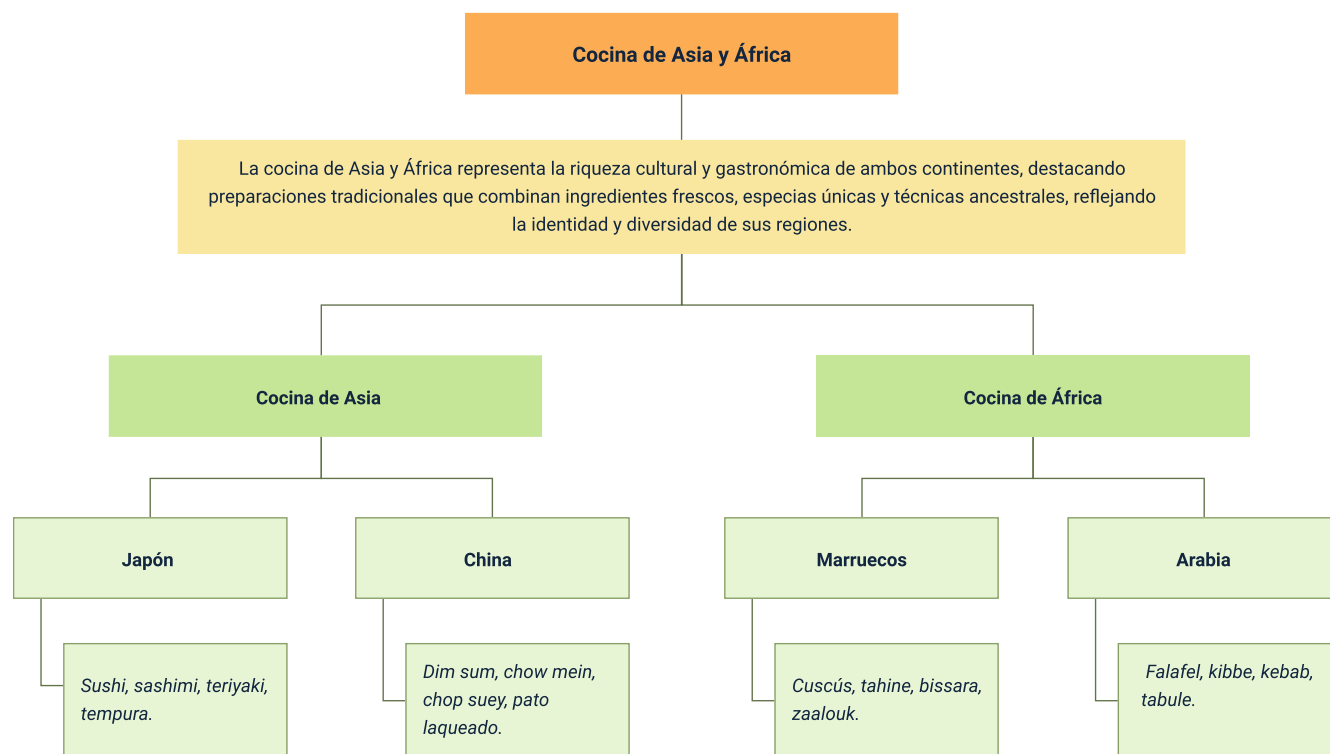 Cocina de Asia y África
La cocina de Asia y África representa la riqueza cultural y gastronómica de ambos continentes, destacando
preparaciones tradicionales que combinan ingredientes frescos, especias únicas y técnicas ancestrales, reflejando
la identidad y diversidad de sus regiones.
Cocina de Asia
Cocina de África
Japón
China
Marruecos
Arabia
Sushi, sashimi, teriyaki,
tempura.
Dim sum, chow mein,
chop suey, pato
laqueado.
Cuscús, tahine, bissara,
zaalouk.
Falafel, kibbe, kebab,
tabule.